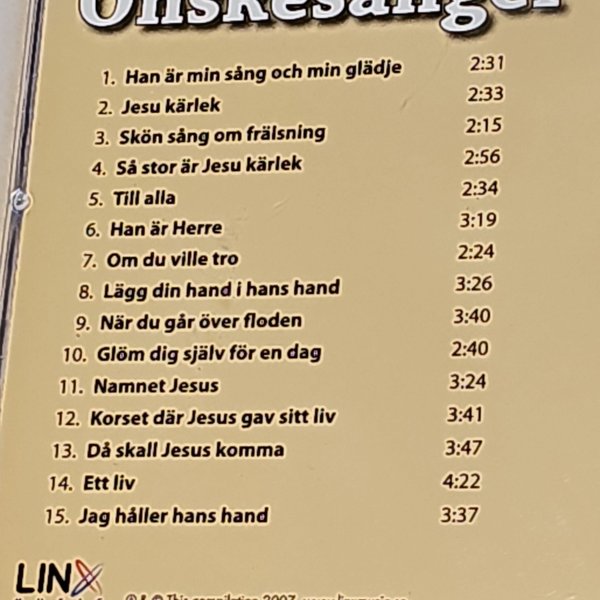 Önskesånger
1. Han är min sång och min glädje 2:31
2. Jesu kärlek 2:33
3. Skön sång om frälsning 2:15
4. Så stor är Jesu kärlek 2:56
5. Till alla 2:34
6. Han är Herre 3:19
7. Om du ville tro 2:24
8. Lägg din hand i hans hand 3:26
9. När du går över floden 3:40
10. Glöm dig själv för en dag 2:40
11. Namnet Jesus 3:24
12. Korset där Jesus gav sitt liv 3:41
13. Då skall Jesus komma 3:47
14. Ett liv 4:22
15. Jag håller hans hand 3:37
LINX
This compilation 2007